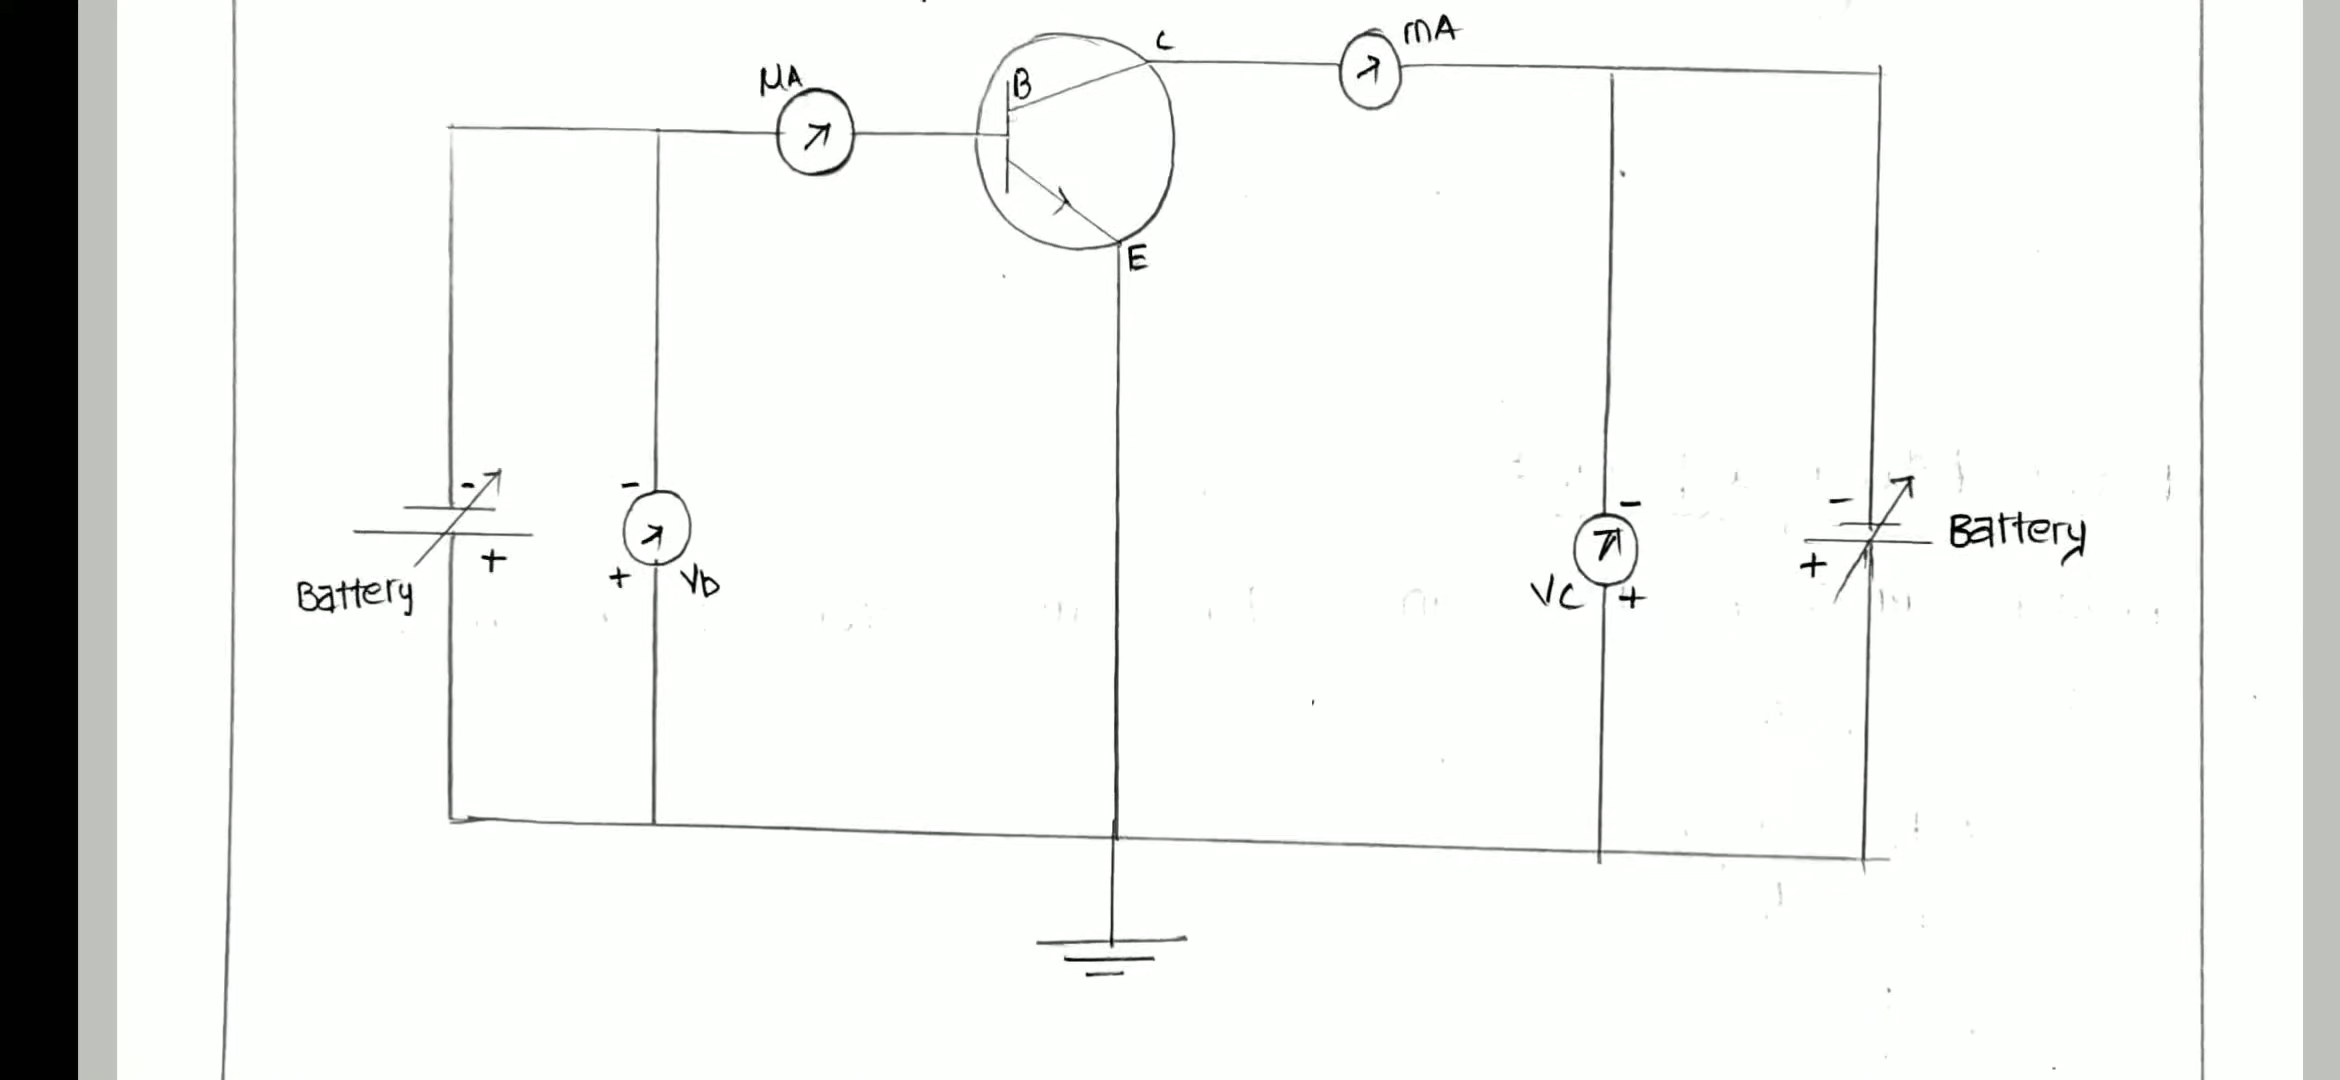 mA
C
µA
B
E
-
-
-
-
Battery
+
+
Vb
+
Battery
Vc
+